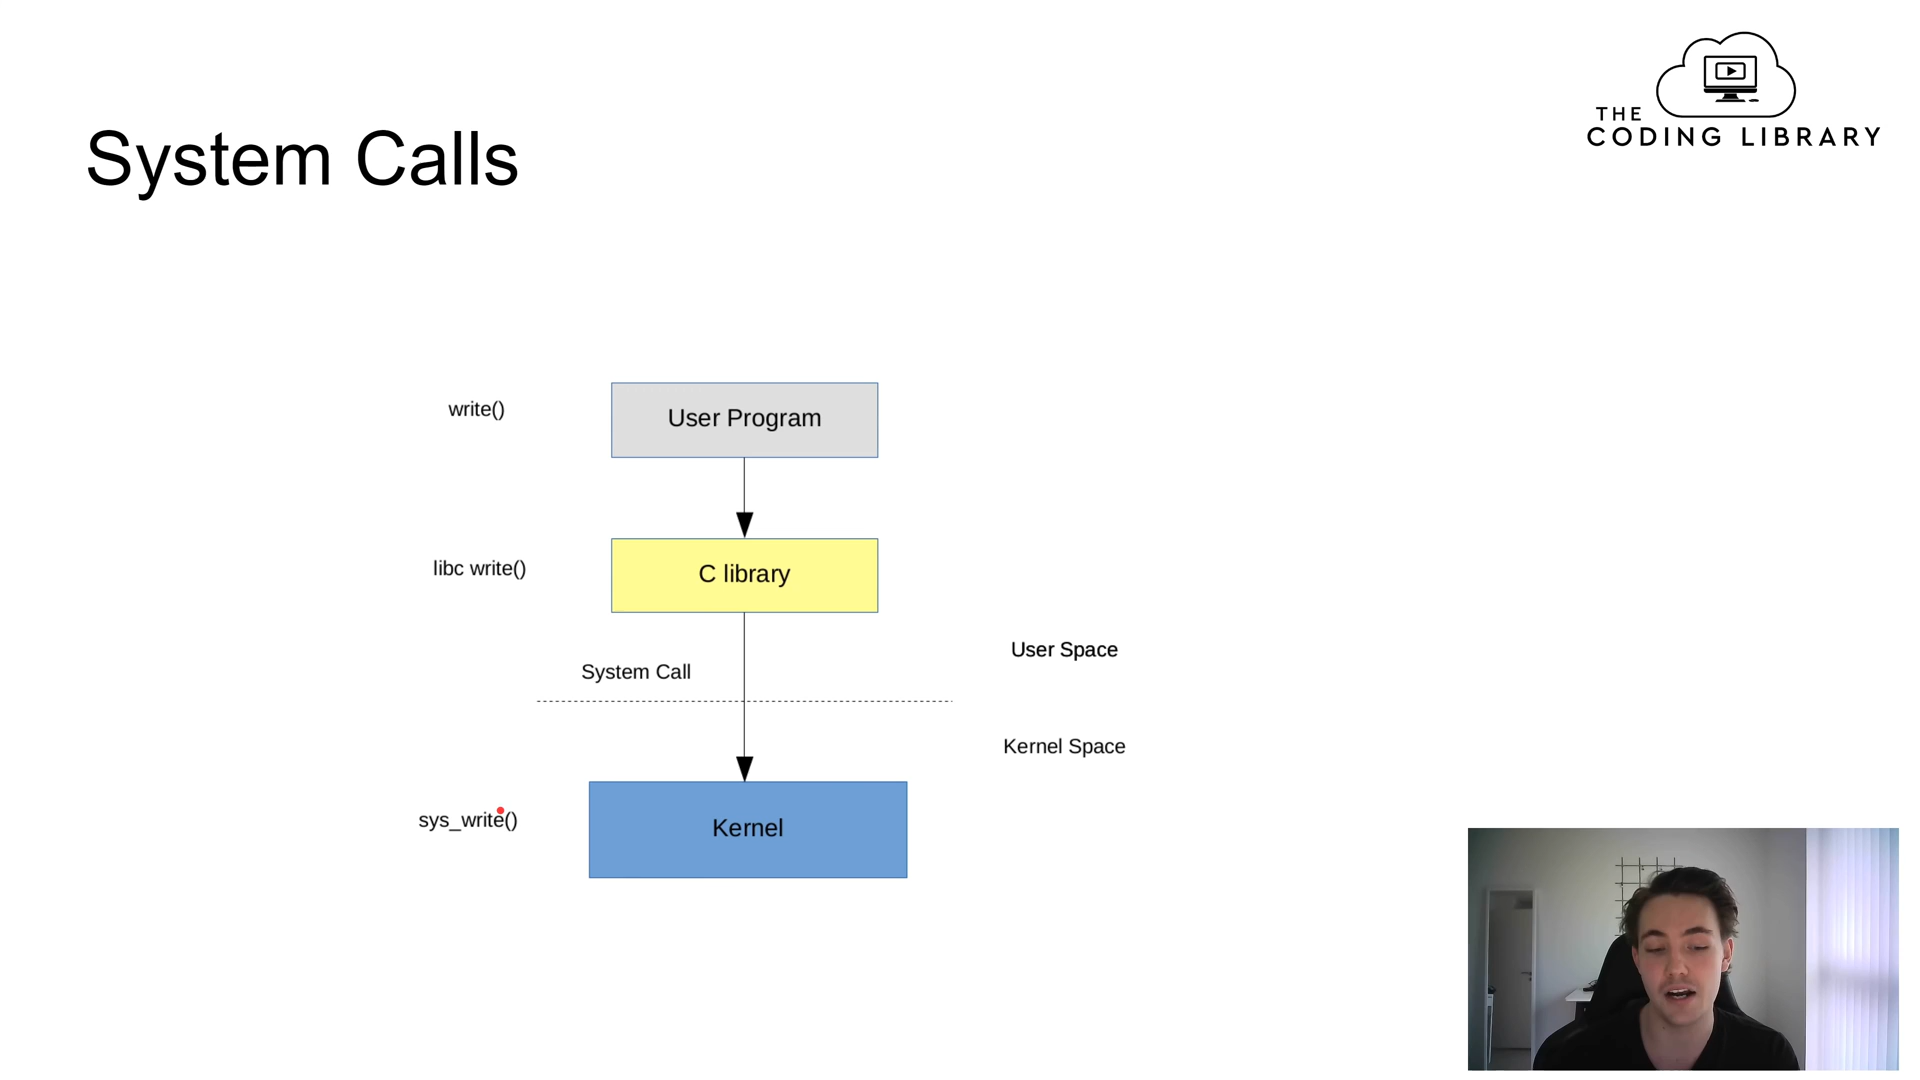 THE
CODING LIBRARY
System Calls
write()
User Program
libc write()
C library
User Space
System Call
Kernel Space
sys_write()
Kernel